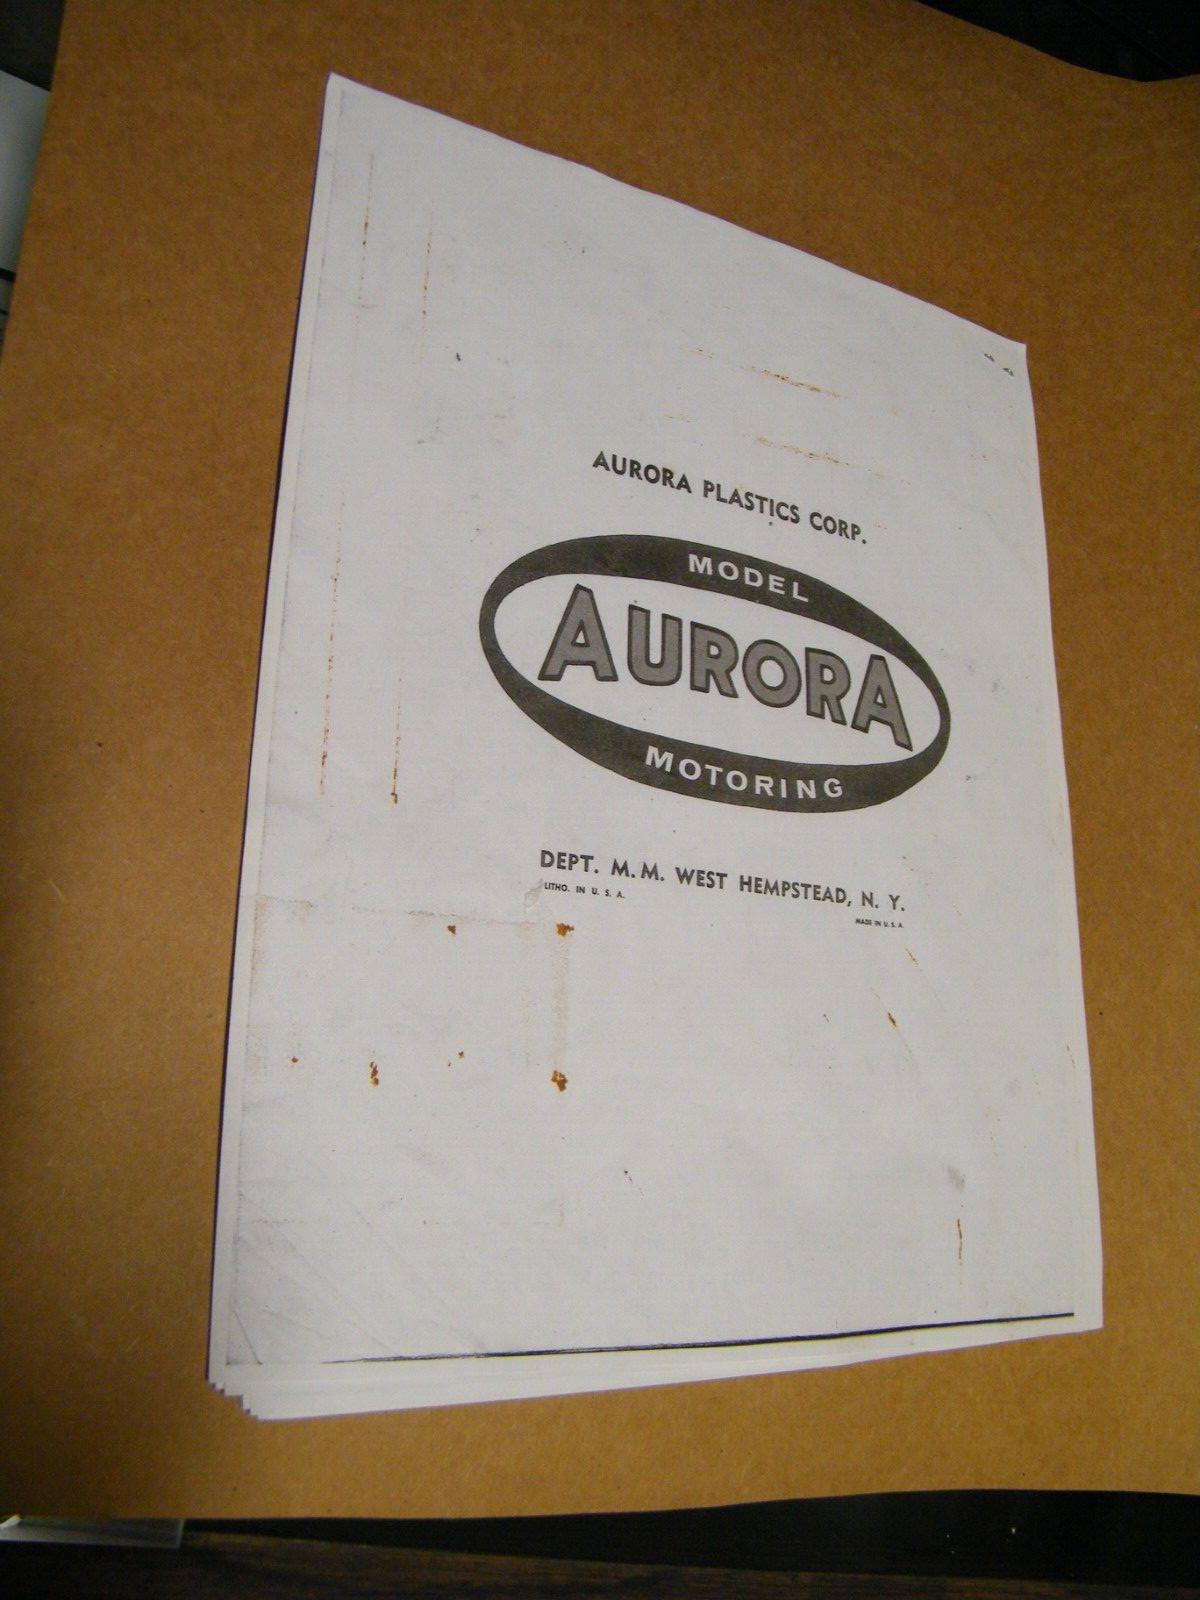 AURORA PLASTICS CORP.
MODEL
AURORA
MOTORING
DEPT. M. M. WEST HEMPSTEAD, N. Y.
LITHO. IN U. S. A.
MADE IN U. S. A.